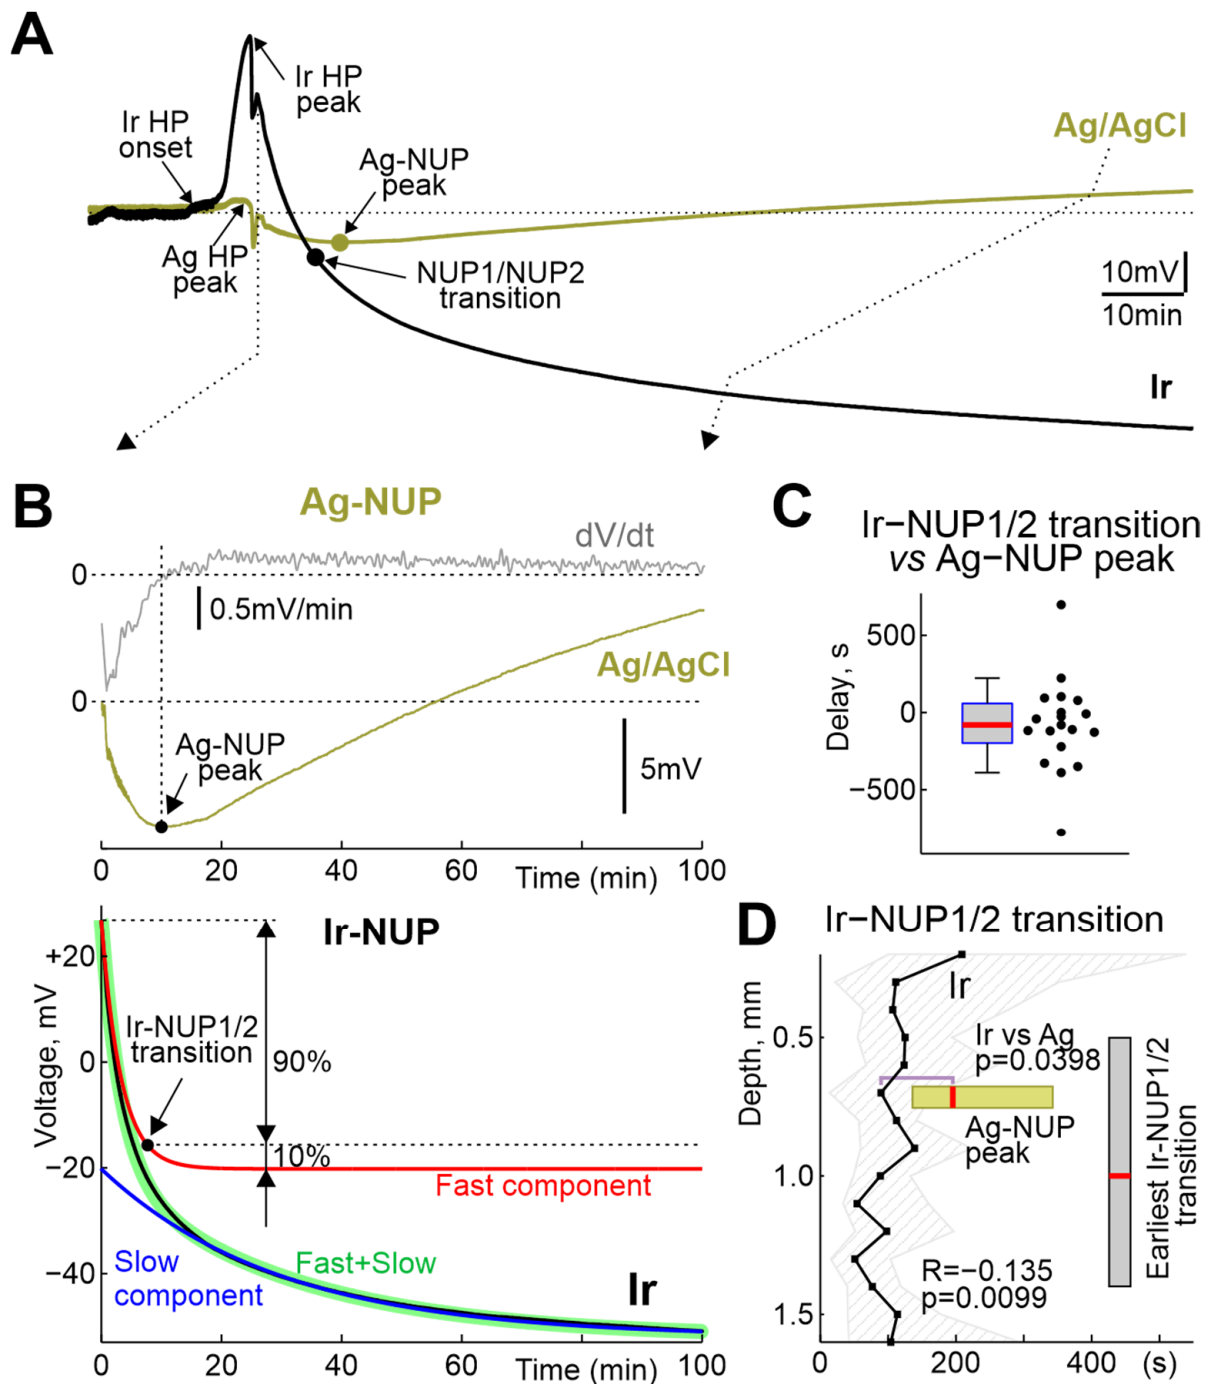 A
Ir HP
peak
Ir HP
onset
Ag-NUP
peak
Ag/AgCl
Ag HP
peak
NUP1/NUP2
transition
10mV
10min
Ir
B
Ag-NUP
dV/dt
0
0.5mV/min
Ag/AgCl
0
Ag-NUP
peak
5mV
0 20 40 60 Time (min) 100
Ir-NUP
Voltage, mV
+20
0
−20
−40
Ir-NUP1/2
transition
90%
10%
Fast component
Slow
component
Fast+Slow
Ir
0 20 40 60 Time (min) 100
C
Ir−NUP1/2 transition
vs Ag−NUP peak
Delay, s
500
0
−500
D
Ir−NUP1/2 transition
Depth, mm
0.5
1.0
1.5
Ir
Ir vs Ag
p=0.0398
Ag-NUP
peak
Earliest Ir-NUP1/2
transition
R=−0.135
p=0.0099
0 200 400 (s)